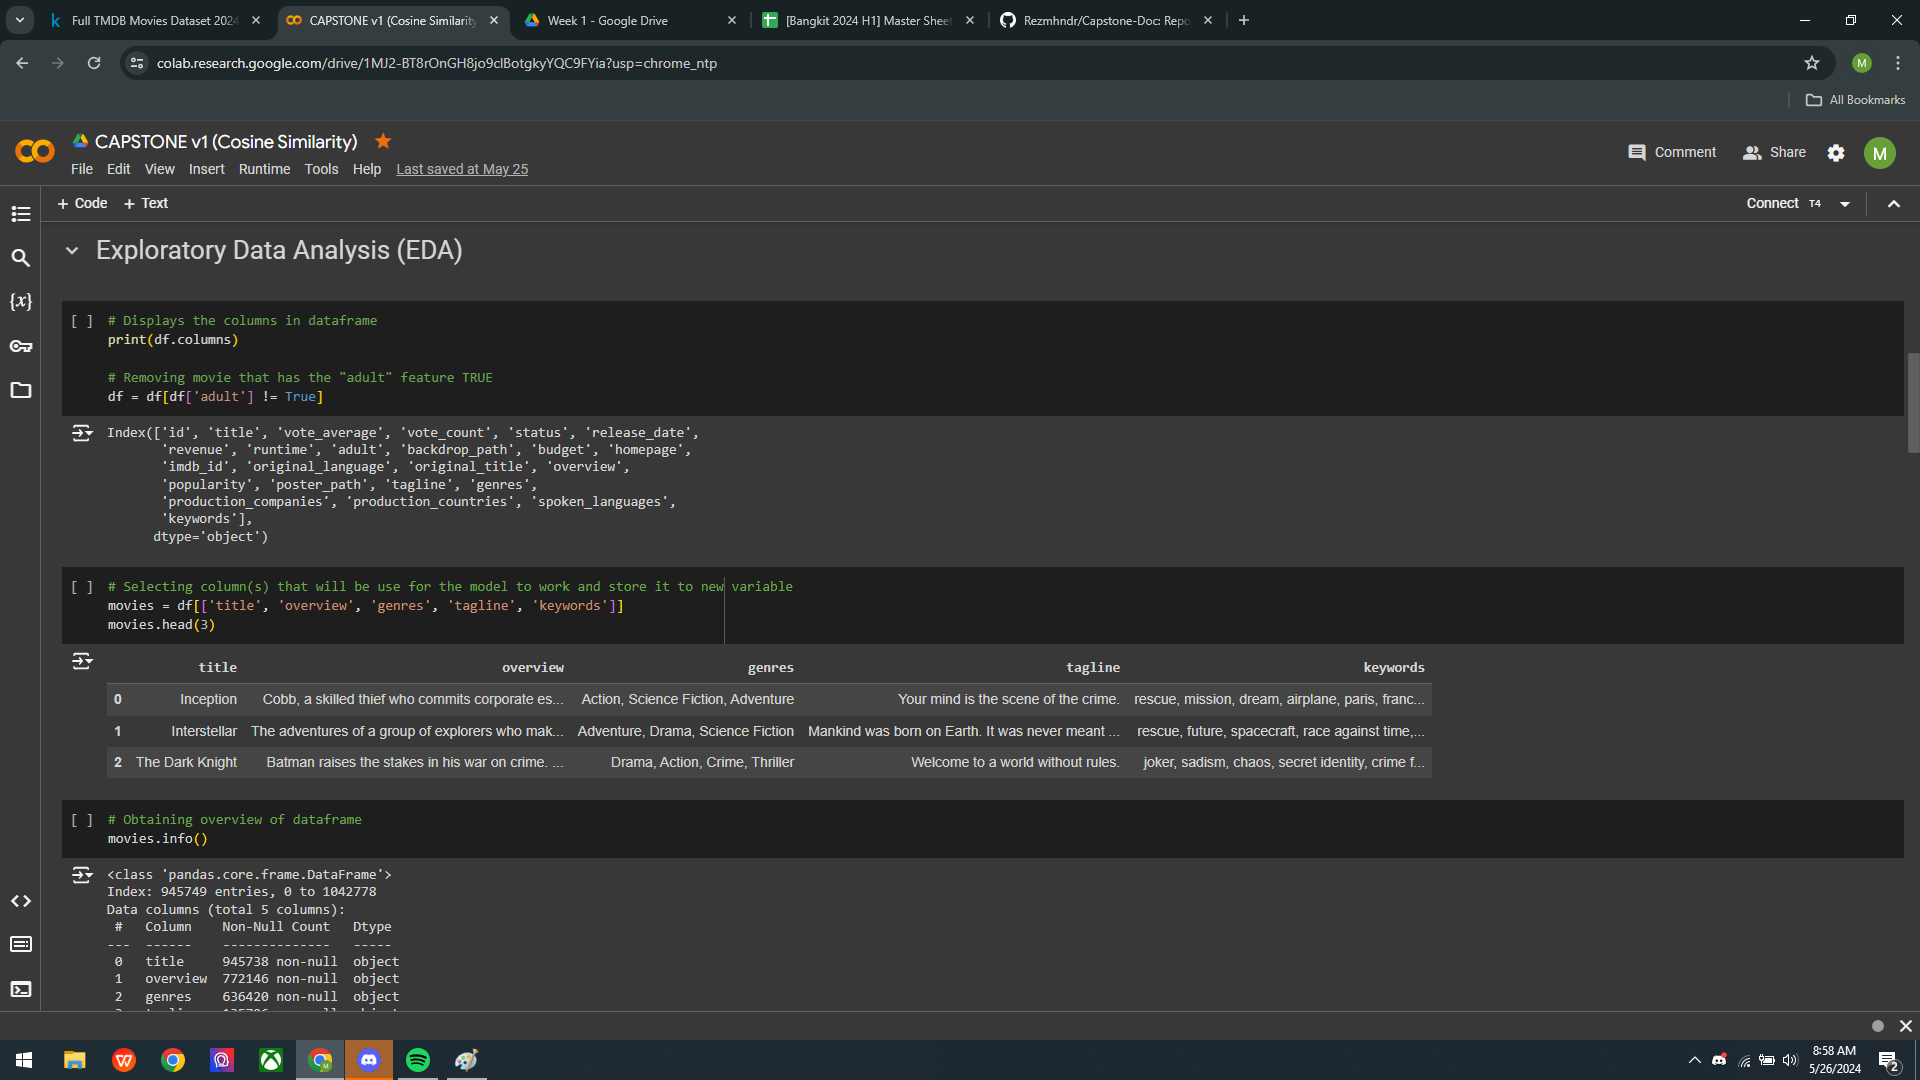 Full TMDB Movies Dataset 2024
CAPSTONE v1 (Cosine Similarity)
Week 1 - Google Drive
[Bangkit 2024 H1] Master Sheet
Rezmhndr/Capstone-Doc: Repo
colab.research.google.com/drive/1MJ2-BT8rOnGH8jo9clBotgkyYQC9FYia?usp=chrome_ntp
M
All Bookmarks
CAPSTONE v1 (Cosine Similarity)
File Edit View Insert Runtime Tools Help Last saved at May 25
Comment Share M
+ Code + Text
Connect T4
Exploratory Data Analysis (EDA)
[ ] # Displays the columns in dataframe
print(df.columns)
# Removing movie that has the "adult" feature TRUE
df = df[df['adult'] != True]
Index(['id', 'title', 'vote_average', 'vote_count', 'status', 'release_date',
'revenue', 'runtime', 'adult', 'backdrop_path', 'budget', 'homepage',
'imdb_id', 'original_language', 'original_title', 'overview',
'popularity', 'poster_path', 'tagline', 'genres',
'production_companies', 'production_countries', 'spoken_languages',
'keywords'],
dtype='object')
[ ] # Selecting column(s) that will be use for the model to work and store it to new variable
movies = df[['title', 'overview', 'genres', 'tagline', 'keywords']]
movies.head(3)
title overview genres tagline keywords
0 Inception Cobb, a skilled thief who commits corporate es... Action, Science Fiction, Adventure Your mind is the scene of the crime. rescue, mission, dream, airplane, paris, franc...
1 Interstellar The adventures of a group of explorers who mak... Adventure, Drama, Science Fiction Mankind was born on Earth. It was never meant ... rescue, future, spacecraft, race against time,...
2 The Dark Knight Batman raises the stakes in his war on crime. ... Drama, Action, Crime, Thriller Welcome to a world without rules. joker, sadism, chaos, secret identity, crime f...
[ ] # Obtaining overview of dataframe
movies.info()
<class 'pandas.core.frame.DataFrame'>
Index: 945749 entries, 0 to 1042778
Data columns (total 5 columns):
# Column Non-Null Count Dtype
--- ------ -------------- -----
0 title 945738 non-null object
1 overview 772146 non-null object
2 genres 636420 non-null object
8:58 AM
5/26/2024
2